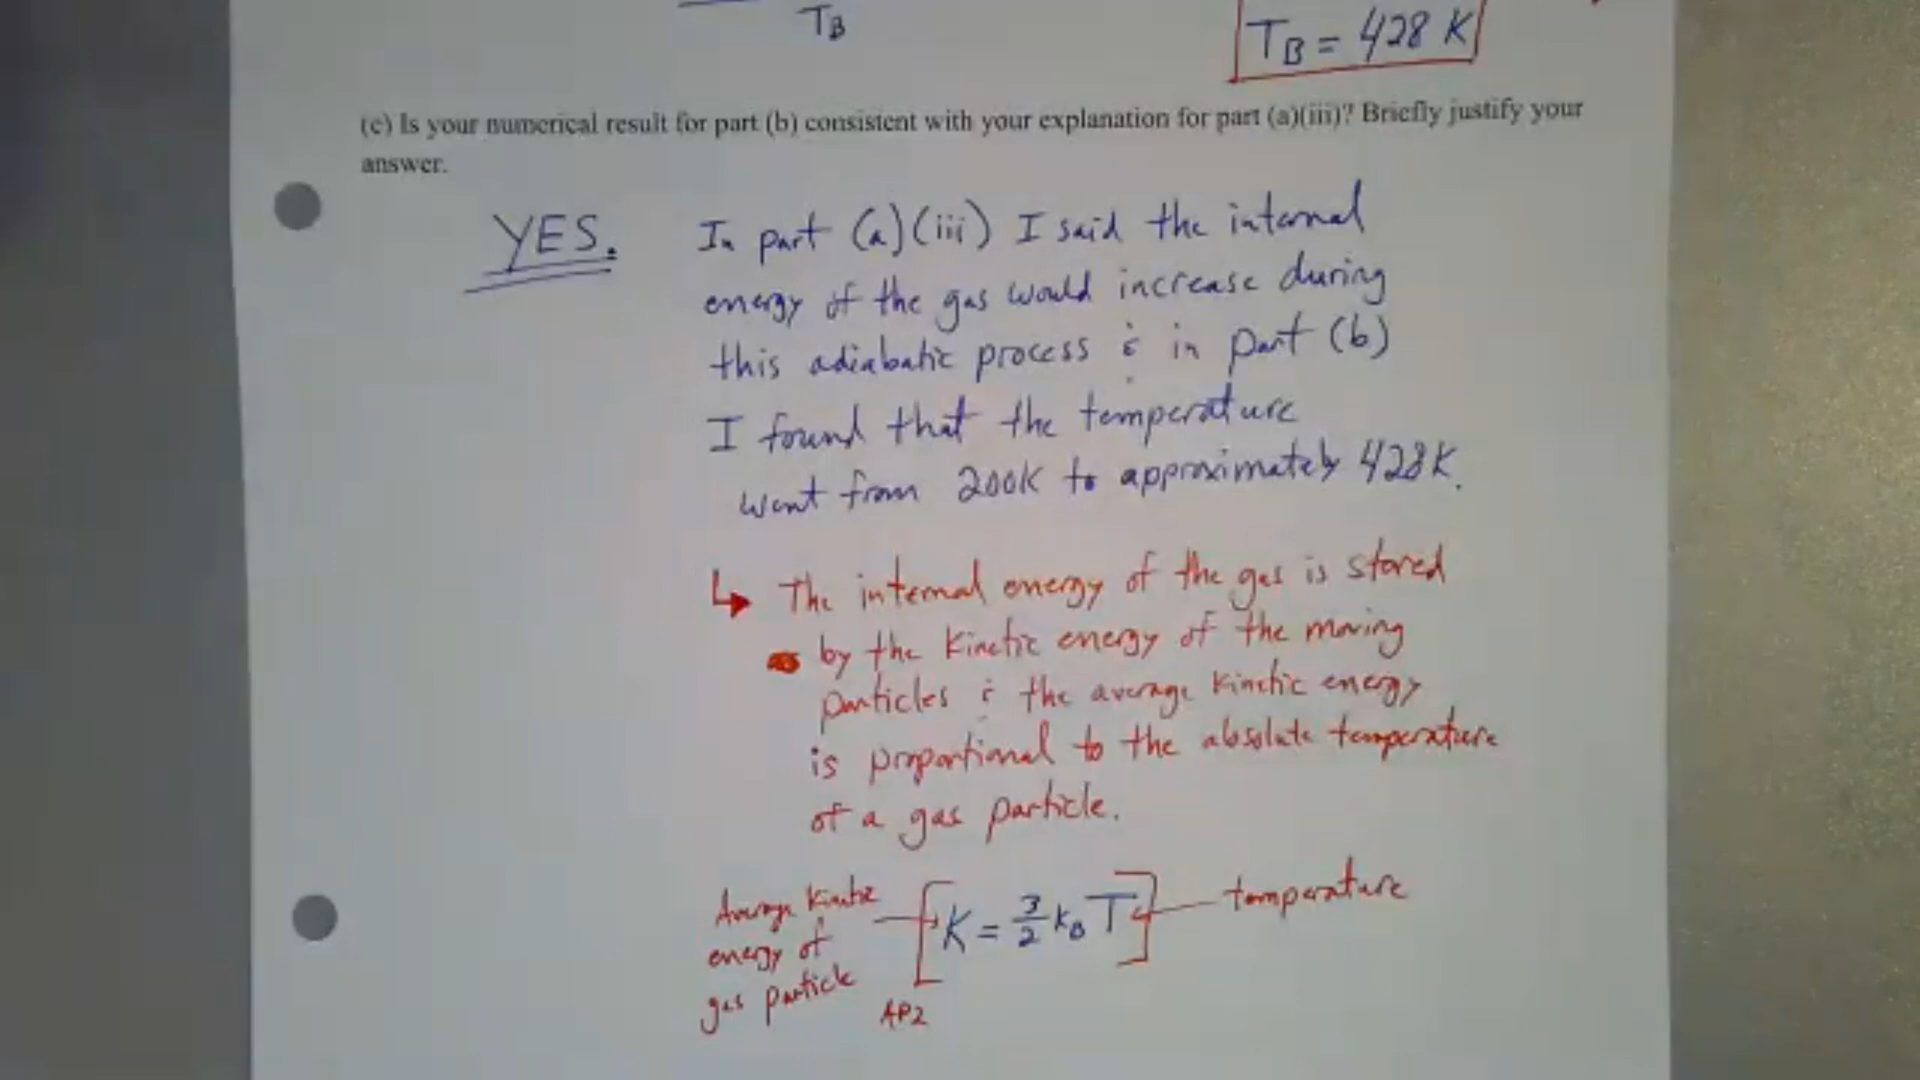 T_B
T_B = 428 K
(c) Is your numerical result for part (b) consistent with your explanation for part (a)(iii)? Briefly justify your
answer.
YES. In part (a)(iii) I said the internal
energy of the gas would increase during
this adiabatic process & in part (b)
I found that the temperature
went from 200K to approximately 428K.
↳ The internal energy of the gas is stored
by the kinetic energy of the moving
particles & the average kinetic energy
is proportional to the absolute temperature
of a gas particle.
Average kinetic
energy of
gas particle
[K = 3/2 k_B T]
temperature
AP2